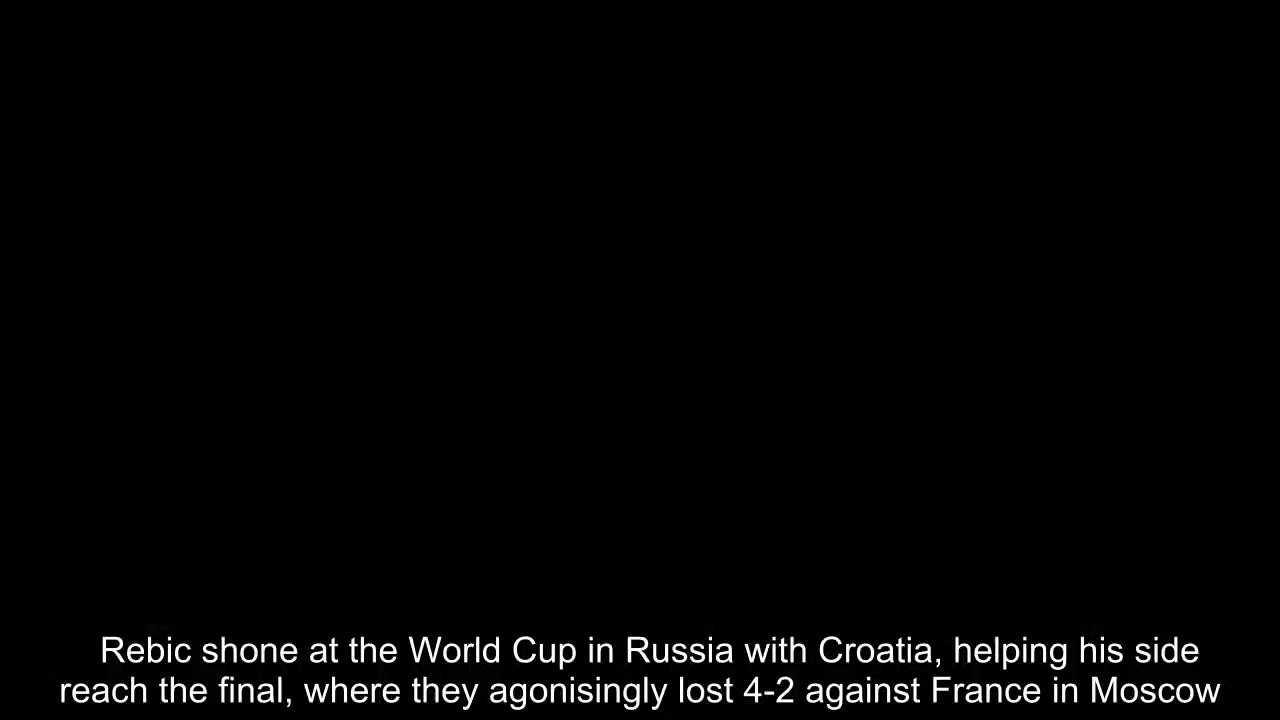 Rebic shone at the World Cup in Russia with Croatia, helping his side
reach the final, where they agonisingly lost 4-2 against France in Moscow